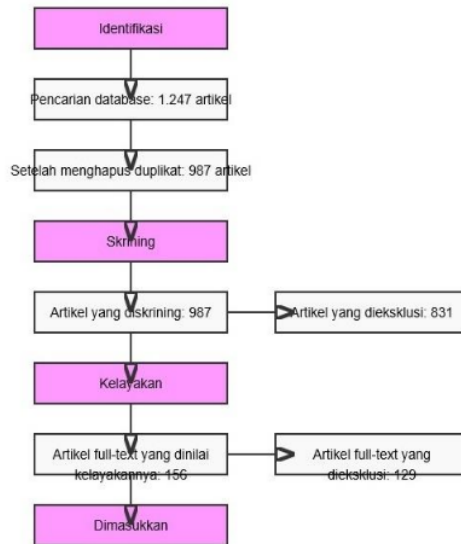 Identifikasi
Pencarian database: 1.247 artikel
Setelah menghapus duplikat: 987 artikel
Skrining
Artikel yang diskrining: 987
Artikel yang dieksklusi: 831
Kelayakan
Artikel full-text yang dinilai
kelayakannya: 156
Artikel full-text yang
dieksklusi: 129
Dimasukkan